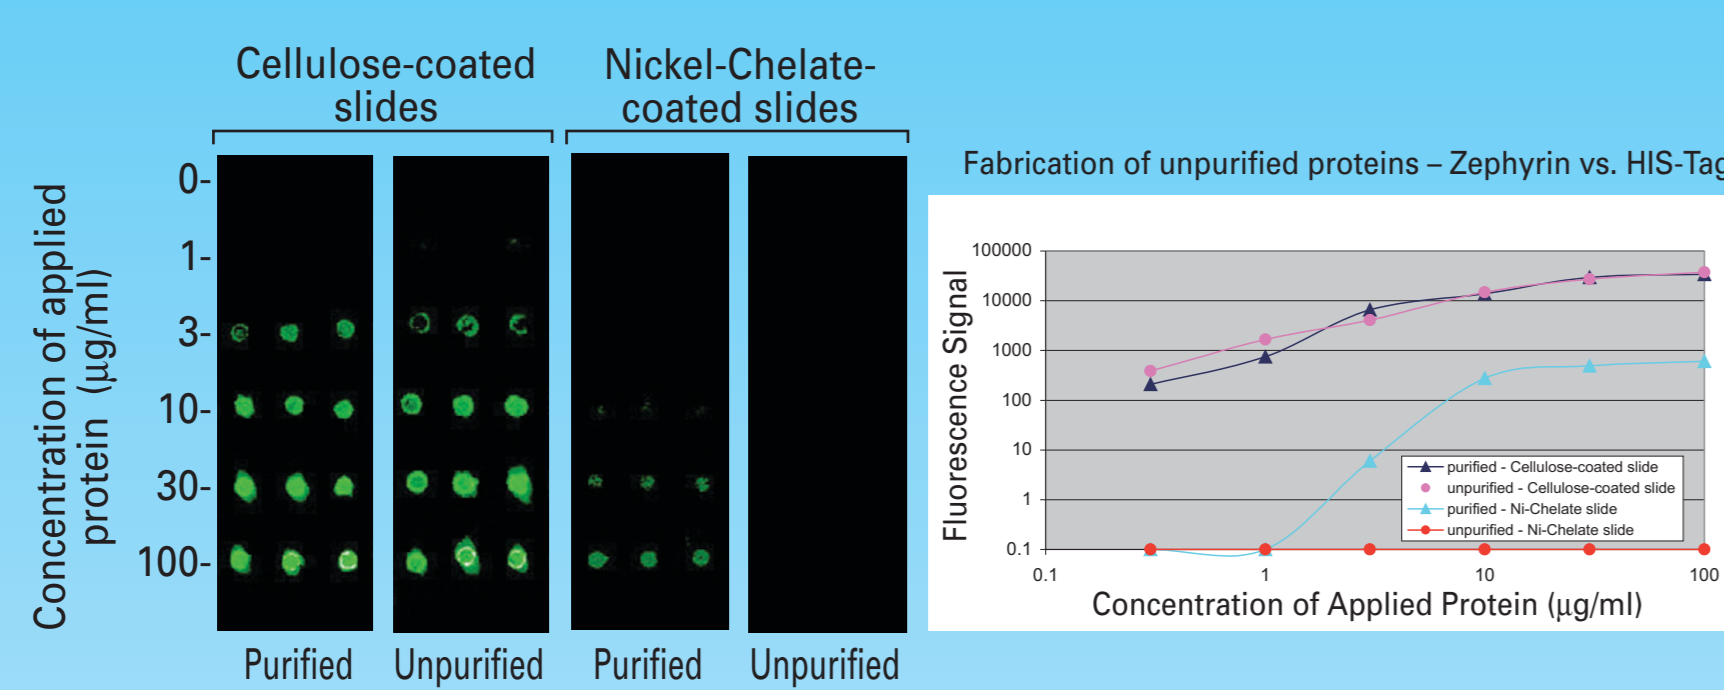 Cellulose-coated
slides
Nickel-Chelate-
coated slides
Concentration of applied
protein (µg/ml)
0-
1-
3-
10-
30-
100-
Purified
Unpurified
Purified
Unpurified
Fabrication of unpurified proteins – Zephyrin vs. HIS-Tag
Fluorescence Signal
100000
10000
1000
100
10
1
0.1
purified - Cellulose-coated slide
unpurified - Cellulose-coated slide
purified - Ni-Chelate slide
unpurified - Ni-Chelate slide
0.1
1
10
100
Concentration of Applied Protein (µg/ml)